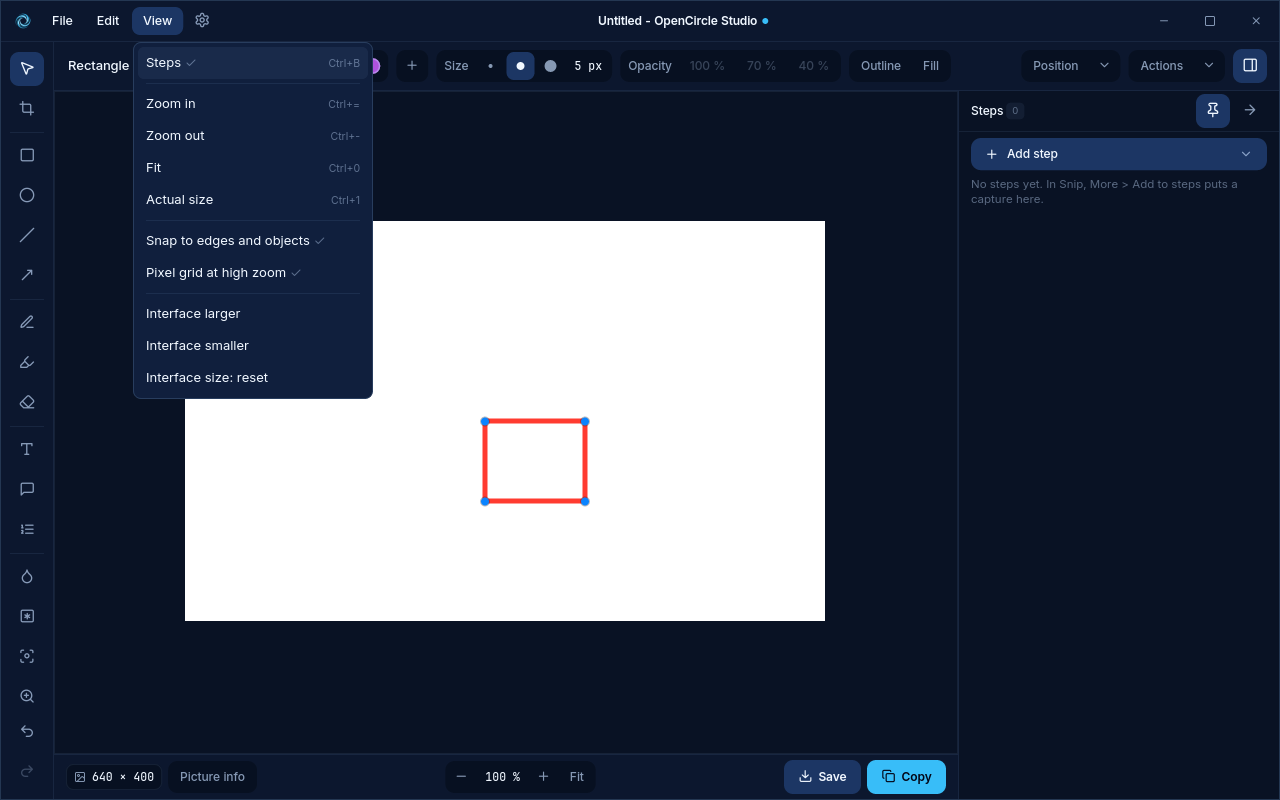 File Edit View
Untitled - OpenCircle Studio
Rectangle
Size
5 px
Opacity
100 %
70 %
40 %
Outline
Fill
Position
Actions
Steps Ctrl+B
Zoom in Ctrl+=
Zoom out Ctrl+-
Fit Ctrl+0
Actual size Ctrl+1
Snap to edges and objects
Pixel grid at high zoom
Interface larger
Interface smaller
Interface size: reset
Steps 0
Add step
No steps yet. In Snip, More > Add to steps puts a
capture here.
640 × 400
Picture info
100 %
Fit
Save
Copy